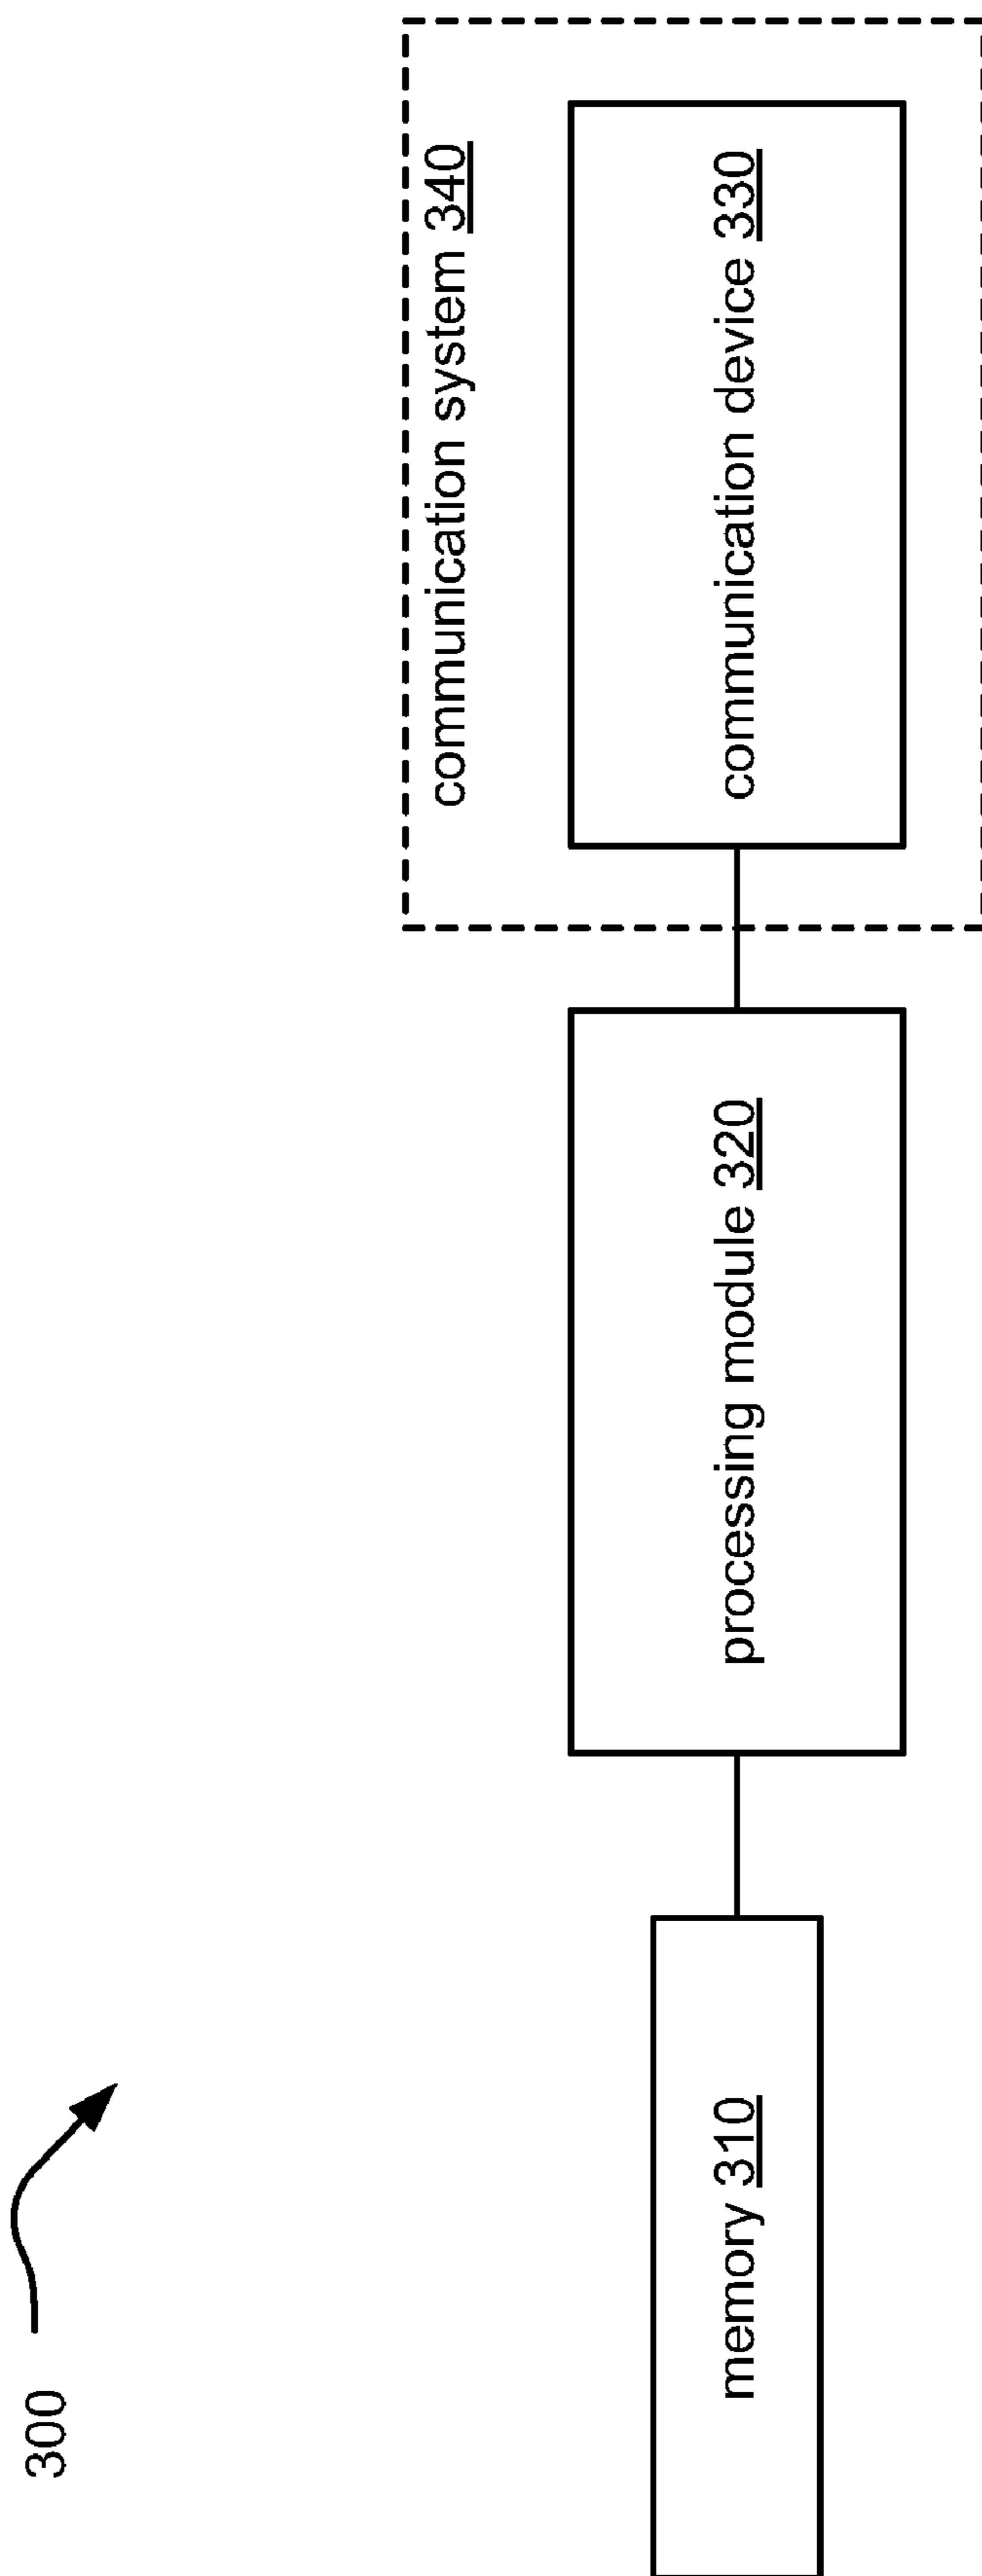 300
communication system 340
memory 310
processing module 320
communication device 330